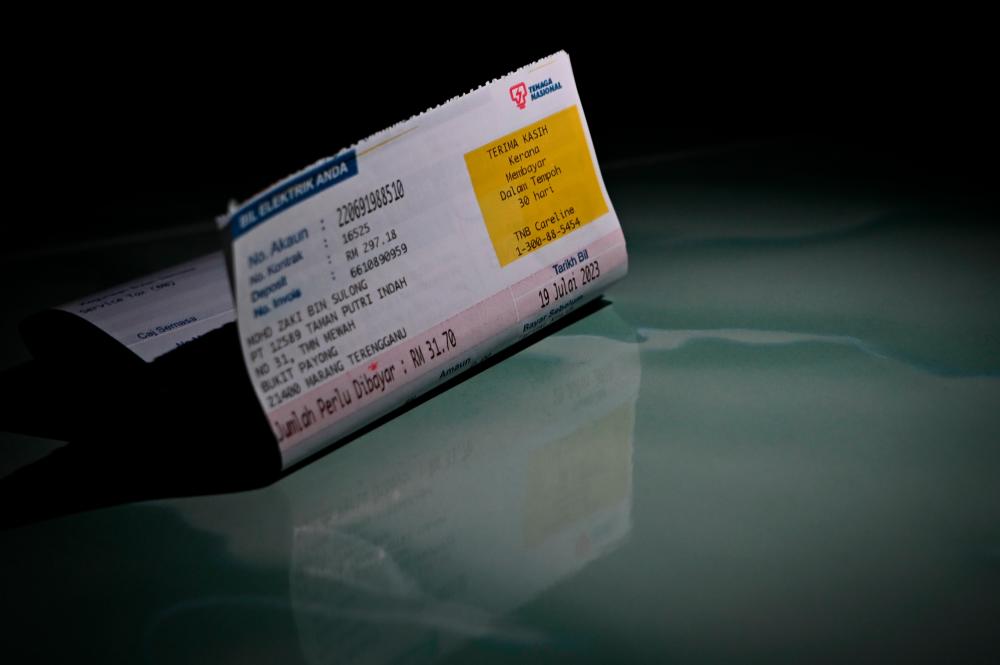 TENAGA
NASIONAL
BIL ELEKTRIK ANDA
No. Akaun : 220691988510
No. Kontrak : 16525
Deposit : RM 297.18
No. Invois : 6610890959
MOHD ZAKI BIN SULONG
PT 12589 TAMAN PUTRI INDAH
NO 31, TMN MEWAH
BUKIT PAYONG
21400 MARANG TERENGGANU
TERIMA KASIH
Kerana
Membayar
Dalam Tempoh
30 hari
TNB Careline
1-300-88-5454
Tarikh Bil
19 Julai 2023
Jumlah Perlu Dibayar : RM 31.70
Amaun
Bayar Sebelum
Service Tax
Caj Semasa